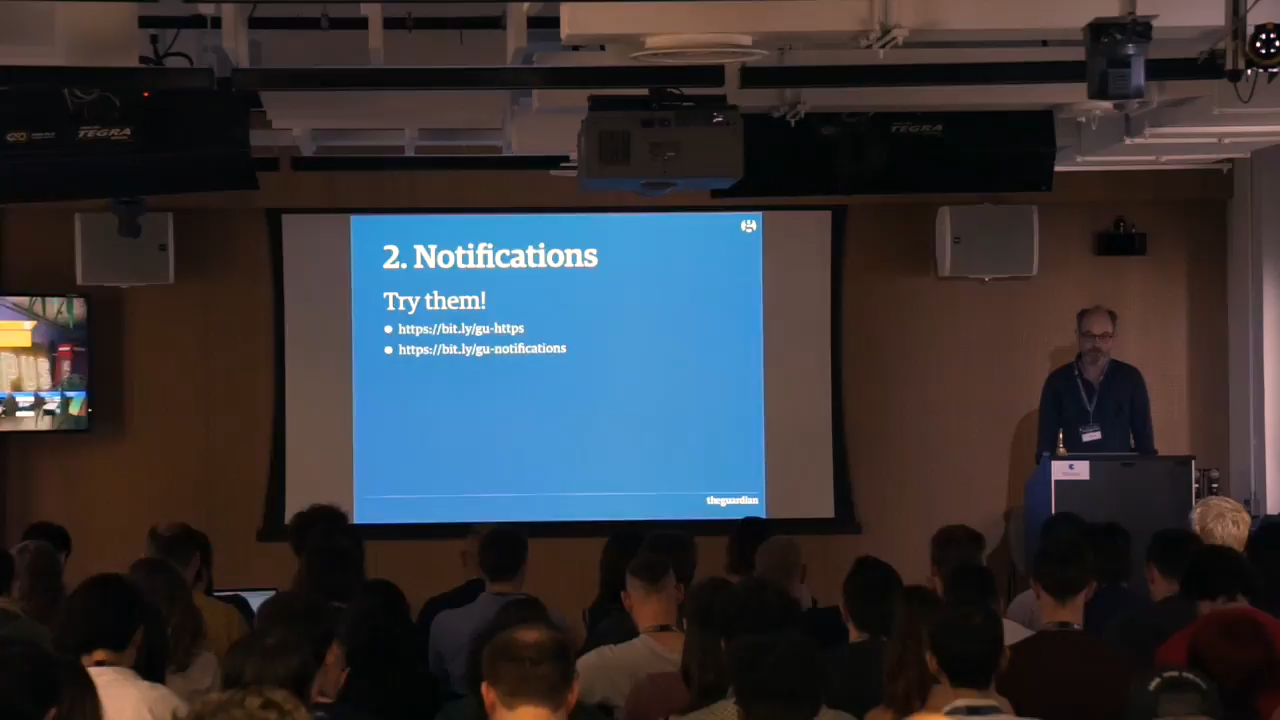 TEGRA
TEGRA
2. Notifications
Try them!
● https://bit.ly/gu-https
● https://bit.ly/gu-notifications
theguardian